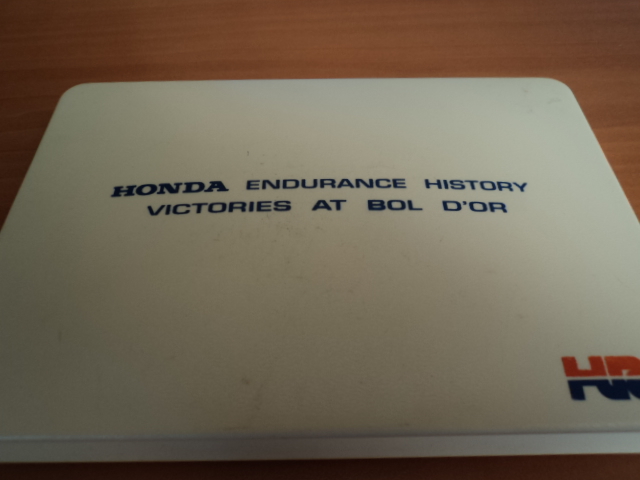 HONDA ENDURANCE HISTORY
VICTORIES AT BOL D'OR